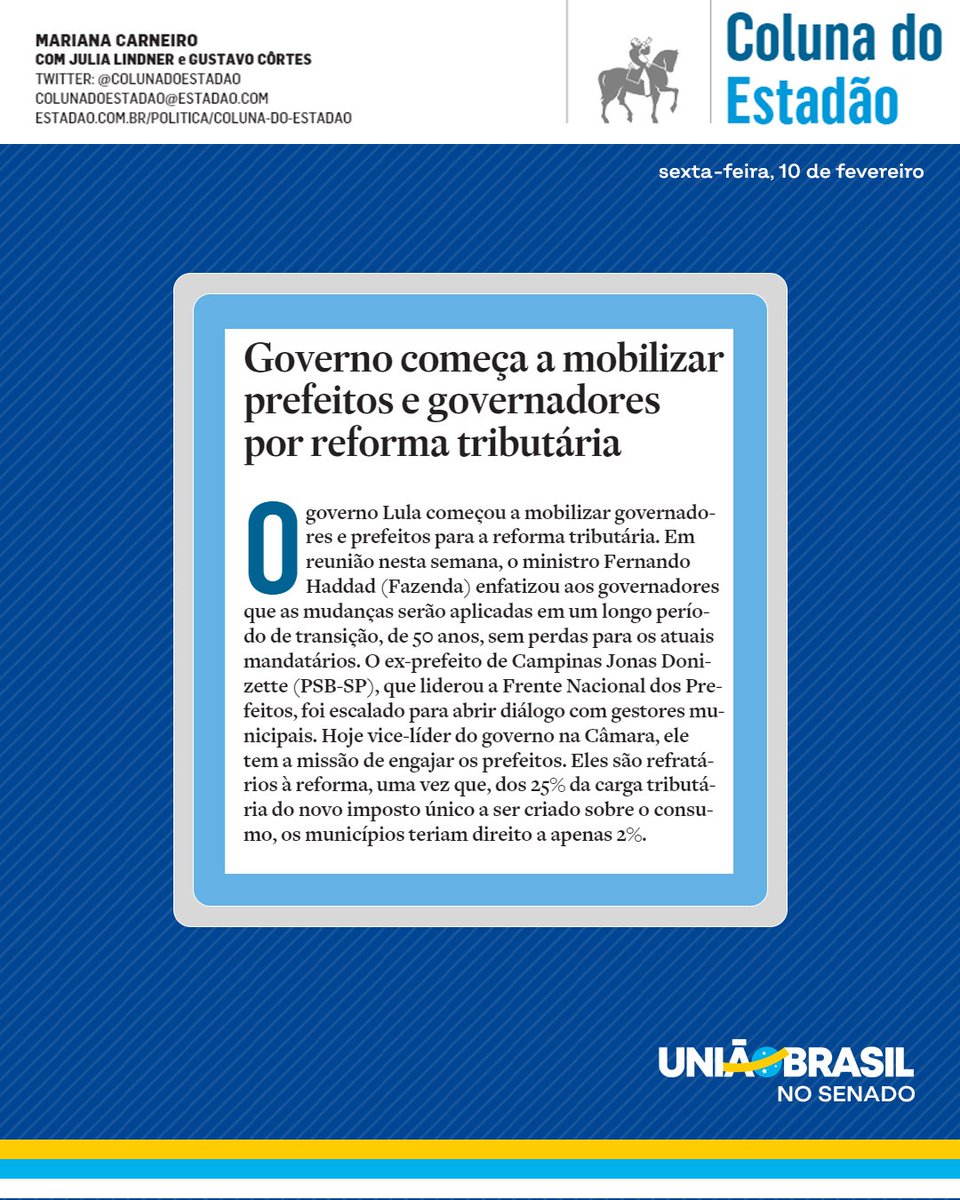 MARIANA CARNEIRO
COM JULIA LINDNER e GUSTAVO CÔRTES
TWITTER: @COLUNADOESTADAO
COLUNADOESTADAO@ESTADAO.COM
ESTADAO.COM.BR/POLITICA/COLUNA-DO-ESTADAO
Coluna do
Estadão
sexta-feira, 10 de fevereiro
Governo começa a mobilizar
prefeitos e governadores
por reforma tributária
O governo Lula começou a mobilizar governado-
res e prefeitos para a reforma tributária. Em
reunião nesta semana, o ministro Fernando
Haddad (Fazenda) enfatizou aos governadores
que as mudanças serão aplicadas em um longo perío-
do de transição, de 50 anos, sem perdas para os atuais
mandatários. O ex-prefeito de Campinas Jonas Doni-
zette (PSB-SP), que liderou a Frente Nacional dos Pre-
feitos, foi escalado para abrir diálogo com gestores mu-
nicipais. Hoje vice-líder do governo na Câmara, ele
tem a missão de engajar os prefeitos. Eles são refratá-
rios à reforma, uma vez que, dos 25% da carga tributá-
ria do novo imposto único a ser criado sobre o consu-
mo, os municípios teriam direito a apenas 2%.
UNIÃO BRASIL
NO SENADO